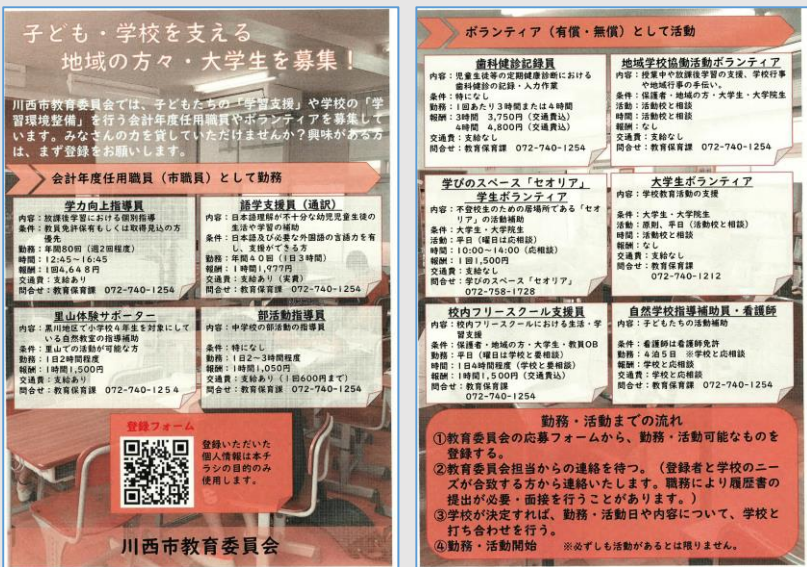 子ども・学校を支える
地域の方々・大学生を募集！
川西市教育委員会では、子どもたちの「学習支援」や学校の「学
習環境整備」を行う会計年度任用職員やボランティアを募集して
います。みなさんの力を貸していただけませんか？興味がある方
は、まず登録をお願いします。
会計年度任用職員（市職員）として勤務
学力向上指導員
内容：放課後学習における個別指導
条件：教員免許保有もしくは取得見込の方
優先
勤務：年間80回（週2回程度）
時間：12:45～16:45
報酬：1回4,648円
交通費：支給あり
問合せ：教育保育課　072-740-1254
語学支援員（通訳）
内容：日本語理解が不十分な幼児児童生徒の
生活や学習の補助
条件：日本語及び必要な外国語の言語力を有
し、支援ができる方
勤務：年間40回（1日3時間）
報酬：1時間1,977円
交通費：支給あり（実費）
問合せ：教育保育課　072-740-1254
里山体験サポーター
内容：黒川地区で小学校4年生を対象にして
いる自然教室の指導補助
条件：里山での活動が可能な方
勤務：1日2時間程度
報酬：1時間1,500円
交通費：支給あり
問合せ：教育保育課　072-740-1254
部活動指導員
内容：中学校の部活動の指導員
条件：特になし
勤務：1日2～3時間程度
報酬：1時間1,050円
交通費：支給あり（1回600円まで）
問合せ：教育保育課　072-740-1254
登録フォーム
登録いただいた
個人情報は本チ
ラシの目的のみ
使用します。
川西市教育委員会
ボランティア（有償・無償）として活動
歯科健診記録員
内容：児童生徒等の定期健康診断における
歯科健診の記録・入力作業
条件：特になし
勤務：1回あたり3時間または4時間
報酬：3時間　3,750円（交通費込）
4時間　4,800円（交通費込）
交通費：支給なし
問合せ：教育保育課　072-740-1254
地域学校協働活動ボランティア
内容：授業中や放課後学習の支援、学校行事
や地域行事の手伝い。
条件：保護者・地域の方・大学生・大学院生
活動：活動校と相談
時間：活動校と相談
報酬：なし
交通費：支給なし
問合せ：教育保育課　072-740-1254
学びのスペース「セオリア」
学生ボランティア
内容：不登校生のための居場所である「セオ
リア」の活動補助
条件：大学生・大学院生
活動：平日（曜日は応相談）
時間：10:00～14:00（応相談）
報酬：1回1,500円
交通費：支給なし
問合せ：学びのスペース「セオリア」
072-758-1728
大学生ボランティア
内容：学校教育活動の支援
条件：大学生・大学院生
活動：原則、平日（活動校と相談）
時間：活動校と相談
報酬：なし
交通費：支給なし
問合せ：教育保育課
072-740-1212
校内フリースクール支援員
内容：校内フリースクールにおける生活・学
習支援
条件：保護者・地域の方・大学生・教員OB
勤務：平日（曜日は学校と要相談）
時間：1日4時間程度（学校と要相談）
報酬：1時間1,500円（交通費込）
問合せ：教育保育課
072-740-1254
自然学校指導補助員・看護師
内容：子どもたちの活動補助
条件：看護師は看護師免許
勤務：4泊5日　※学校と応相談
報酬：学校と応相談
交通費：学校と応相談
問合せ：教育保育課　072-740-1254
勤務・活動までの流れ
①教育委員会の応募フォームから、勤務・活動可能なものを
登録する。
②教育委員会担当からの連絡を待つ。（登録者と学校のニー
ズが合致する方から連絡いたします。職務により履歴書の
提出が必要・面接を行うことがあります。）
③学校が決定すれば、勤務・活動日や内容について、学校と
打ち合わせを行う。
④勤務・活動開始　※必ずしも活動があるとは限りません。